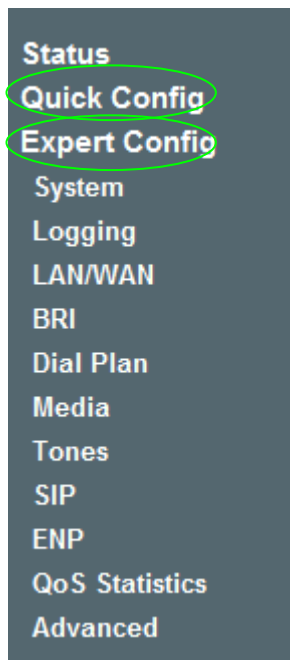 Status
Quick Config
Expert Config
System
Logging
LAN/WAN
BRI
Dial Plan
Media
Tones
SIP
ENP
QoS Statistics
Advanced